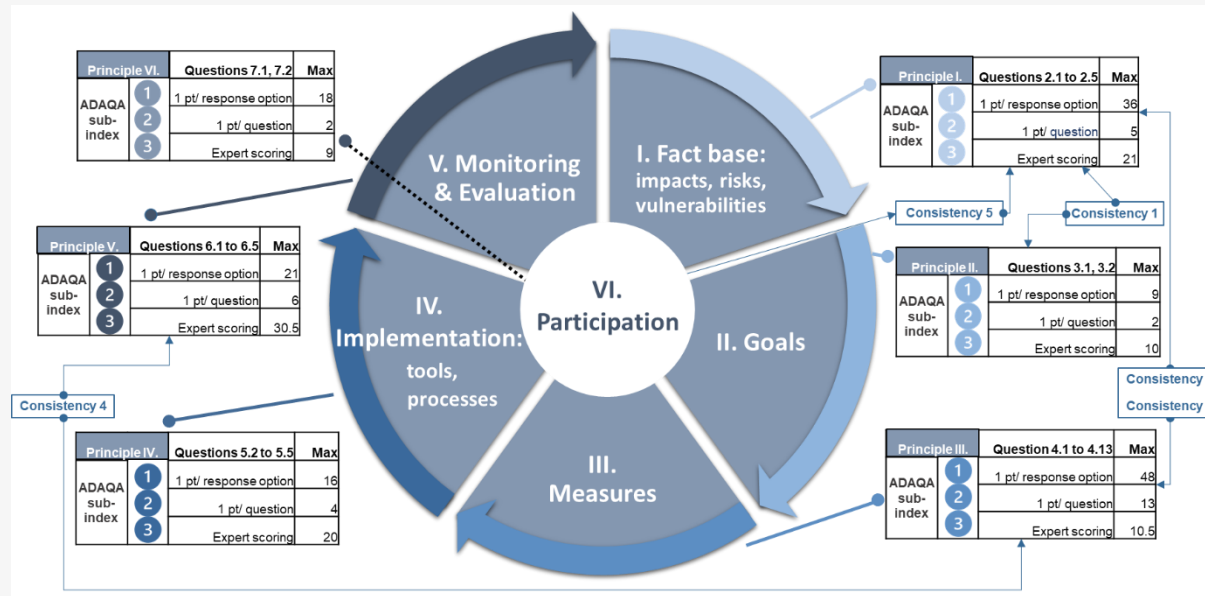 Principle VI. Questions 7.1, 7.2 Max
ADAQA sub-index
1 1 pt/ response option 18
2 1 pt/ question 2
3 Expert scoring 9
Principle I. Questions 2.1 to 2.5 Max
ADAQA sub-index
1 1 pt/ response option 36
2 1 pt/ question 5
3 Expert scoring 21
V. Monitoring
& Evaluation
I. Fact base:
impacts, risks,
vulnerabilities
Consistency 5
Consistency 1
Principle V. Questions 6.1 to 6.5 Max
ADAQA sub-index
1 1 pt/ response option 21
2 1 pt/ question 6
3 Expert scoring 30.5
VI.
Participation
Principle II. Questions 3.1, 3.2 Max
ADAQA sub-index
1 1 pt/ response option 9
2 1 pt/ question 2
3 Expert scoring 10
IV.
Implementation:
tools,
processes
II. Goals
Consistency 4
Consistency
Consistency
Principle IV. Questions 5.2 to 5.5 Max
ADAQA sub-index
1 1 pt/ response option 16
2 1 pt/ question 4
3 Expert scoring 20
III.
Measures
Principle III. Question 4.1 to 4.13 Max
ADAQA sub-index
1 1 pt/ response option 48
2 1 pt/ question 13
3 Expert scoring 10.5